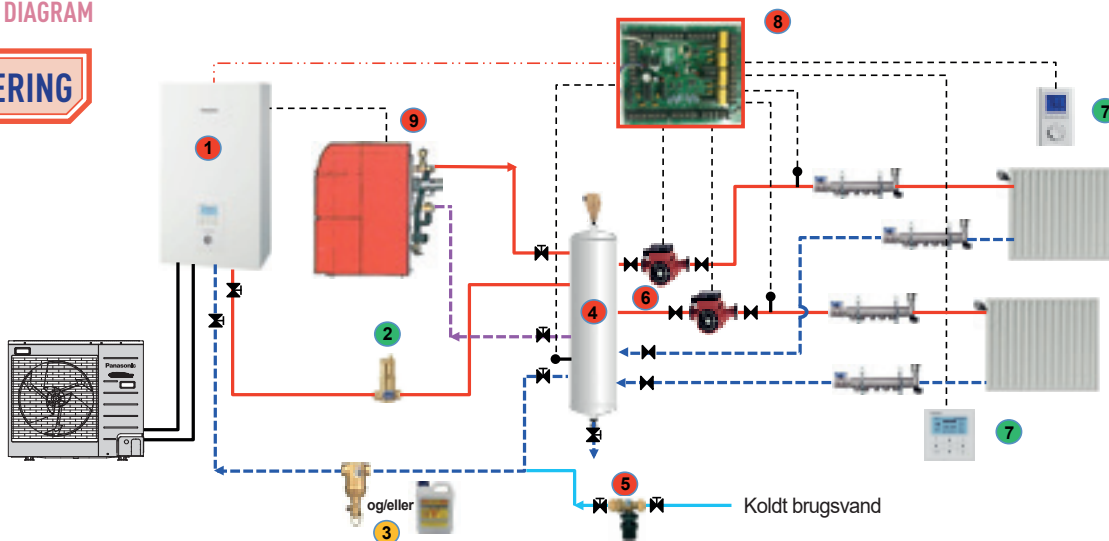 DIAGRAM
ERING
8
7
1
9
2
4
6
Panasonic
7
5
og/eller
3
Koldt brugsvand